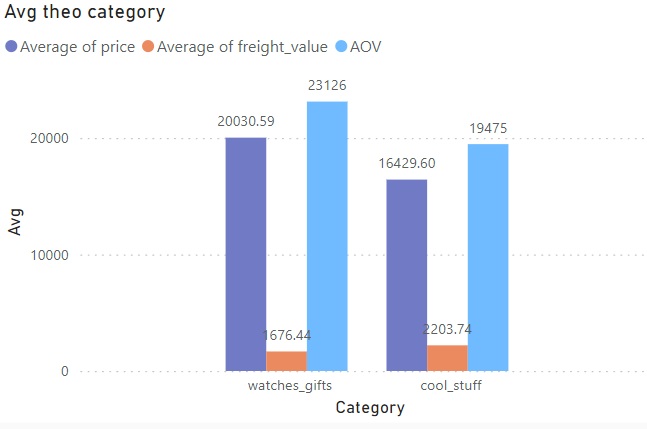 Avg theo category
Average of price Average of freight_value AOV
23126
20030.59
19475
16429.60
20000
Avg
10000
2203.74
1676.44
0
watches_gifts cool_stuff
Category